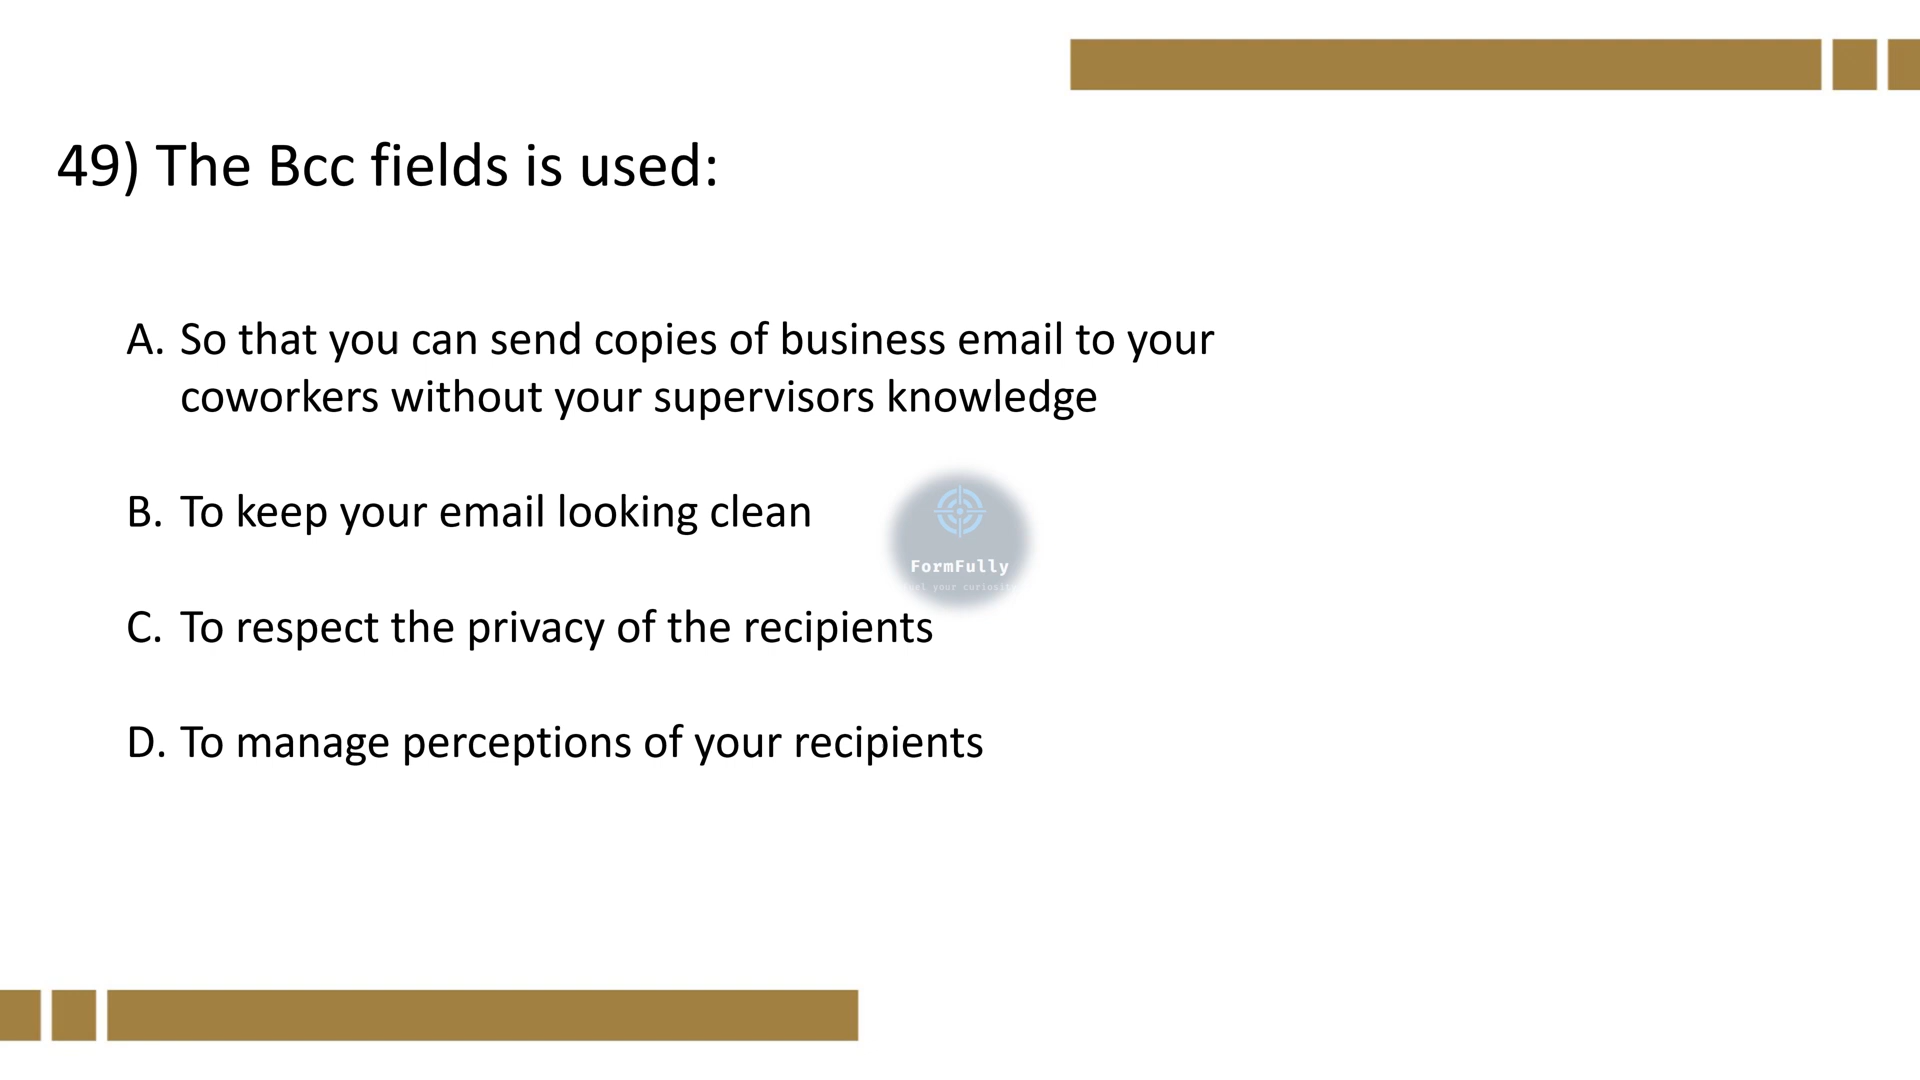 49) The Bcc fields is used:
A. So that you can send copies of business email to your
coworkers without your supervisors knowledge
B. To keep your email looking clean
FormFully
your curiosity
C. To respect the privacy of the recipients
D. To manage perceptions of your recipients